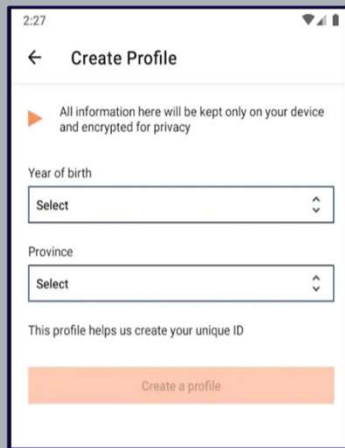 2:27
Create Profile
All information here will be kept only on your device
and encrypted for privacy
Year of birth
Select
Province
Select
This profile helps us create your unique ID
Create a profile